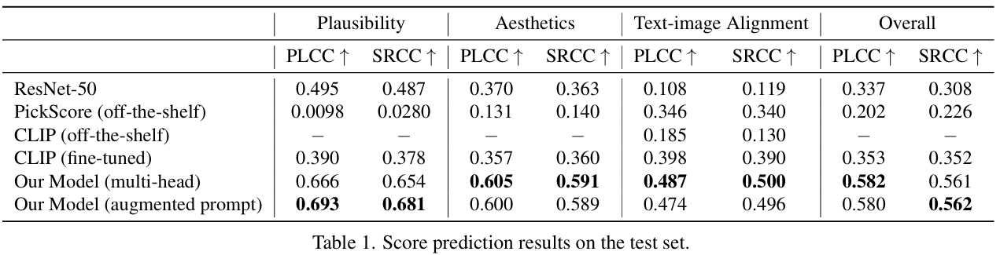 Plausibility Aesthetics Text-image Alignment Overall
PLCC ↑ SRCC ↑ PLCC ↑ SRCC ↑ PLCC ↑ SRCC ↑ PLCC ↑ SRCC ↑
ResNet-50 0.495 0.487 0.370 0.363 0.108 0.119 0.337 0.308
PickScore (off-the-shelf) 0.0098 0.0280 0.131 0.140 0.346 0.340 0.202 0.226
CLIP (off-the-shelf) − − − − 0.185 0.130 − −
CLIP (fine-tuned) 0.390 0.378 0.357 0.360 0.398 0.390 0.353 0.352
Our Model (multi-head) 0.666 0.654 0.605 0.591 0.487 0.500 0.582 0.561
Our Model (augmented prompt) 0.693 0.681 0.600 0.589 0.474 0.496 0.580 0.562
Table 1. Score prediction results on the test set.